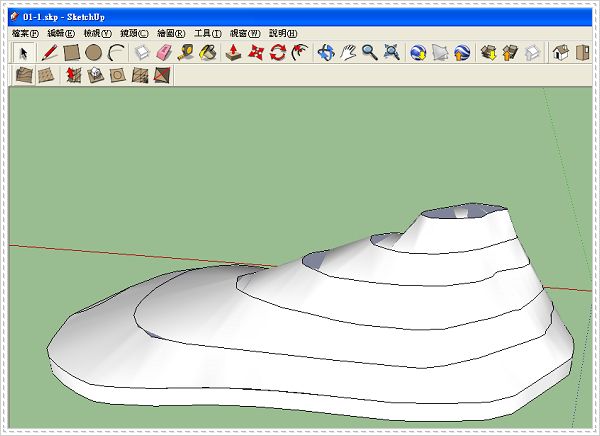 01-1.skp - SketchUp
檔案(F) 編輯(E) 檢視(V) 鏡頭(C) 繪圖(R) 工具(T) 視窗(W) 說明(H)